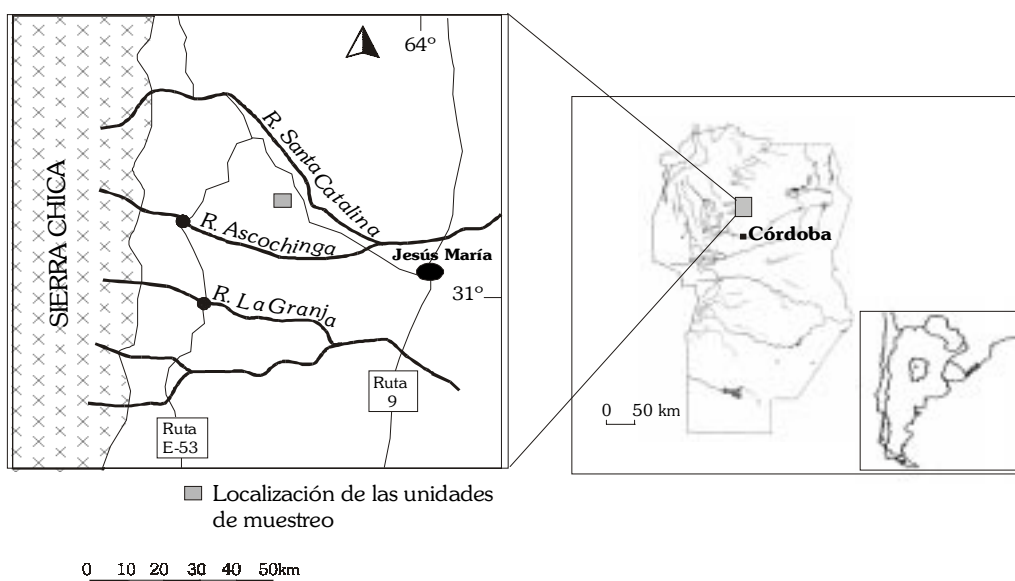 64°
R. Santa Catalina
SIERRA CHICA
R. Ascochinga
Jesús María
31°
R. La Granja
Ruta
9
Ruta
E-53
Localización de las unidades
de muestreo
0 10 20 30 40 50km
Córdoba
0 50 km